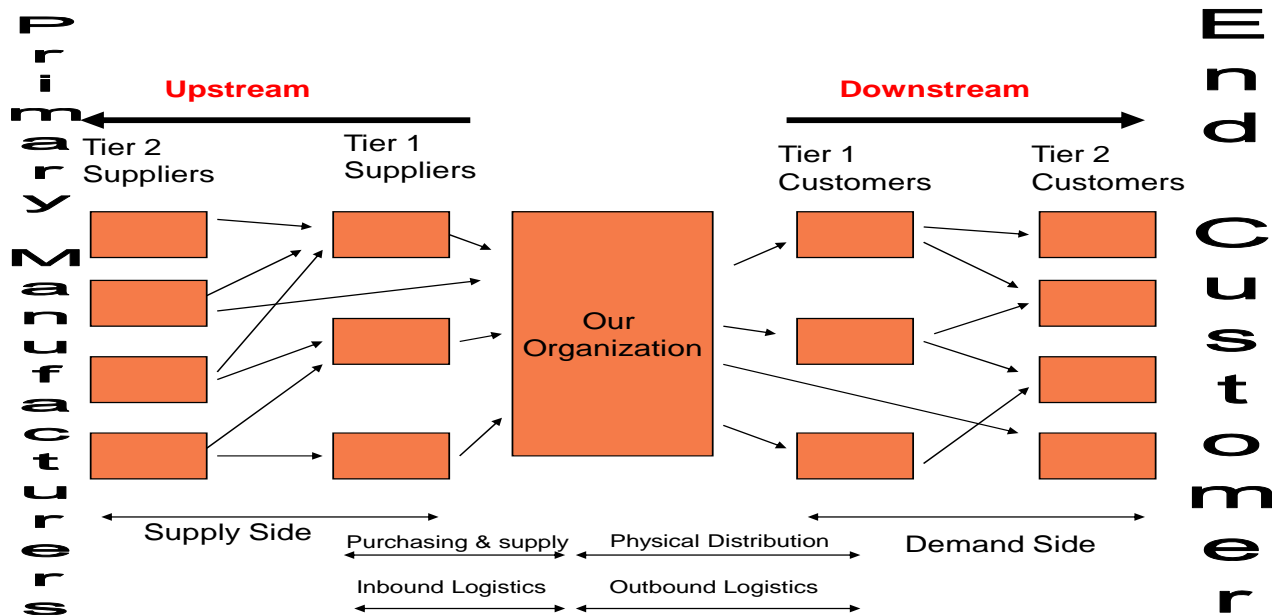 Primary Manufacturers
Upstream
Downstream
Tier 2
Suppliers
Tier 1
Suppliers
Tier 1
Customers
Tier 2
Customers
Our
Organization
Supply Side
Purchasing & supply
Physical Distribution
Demand Side
Inbound Logistics
Outbound Logistics
End Customer